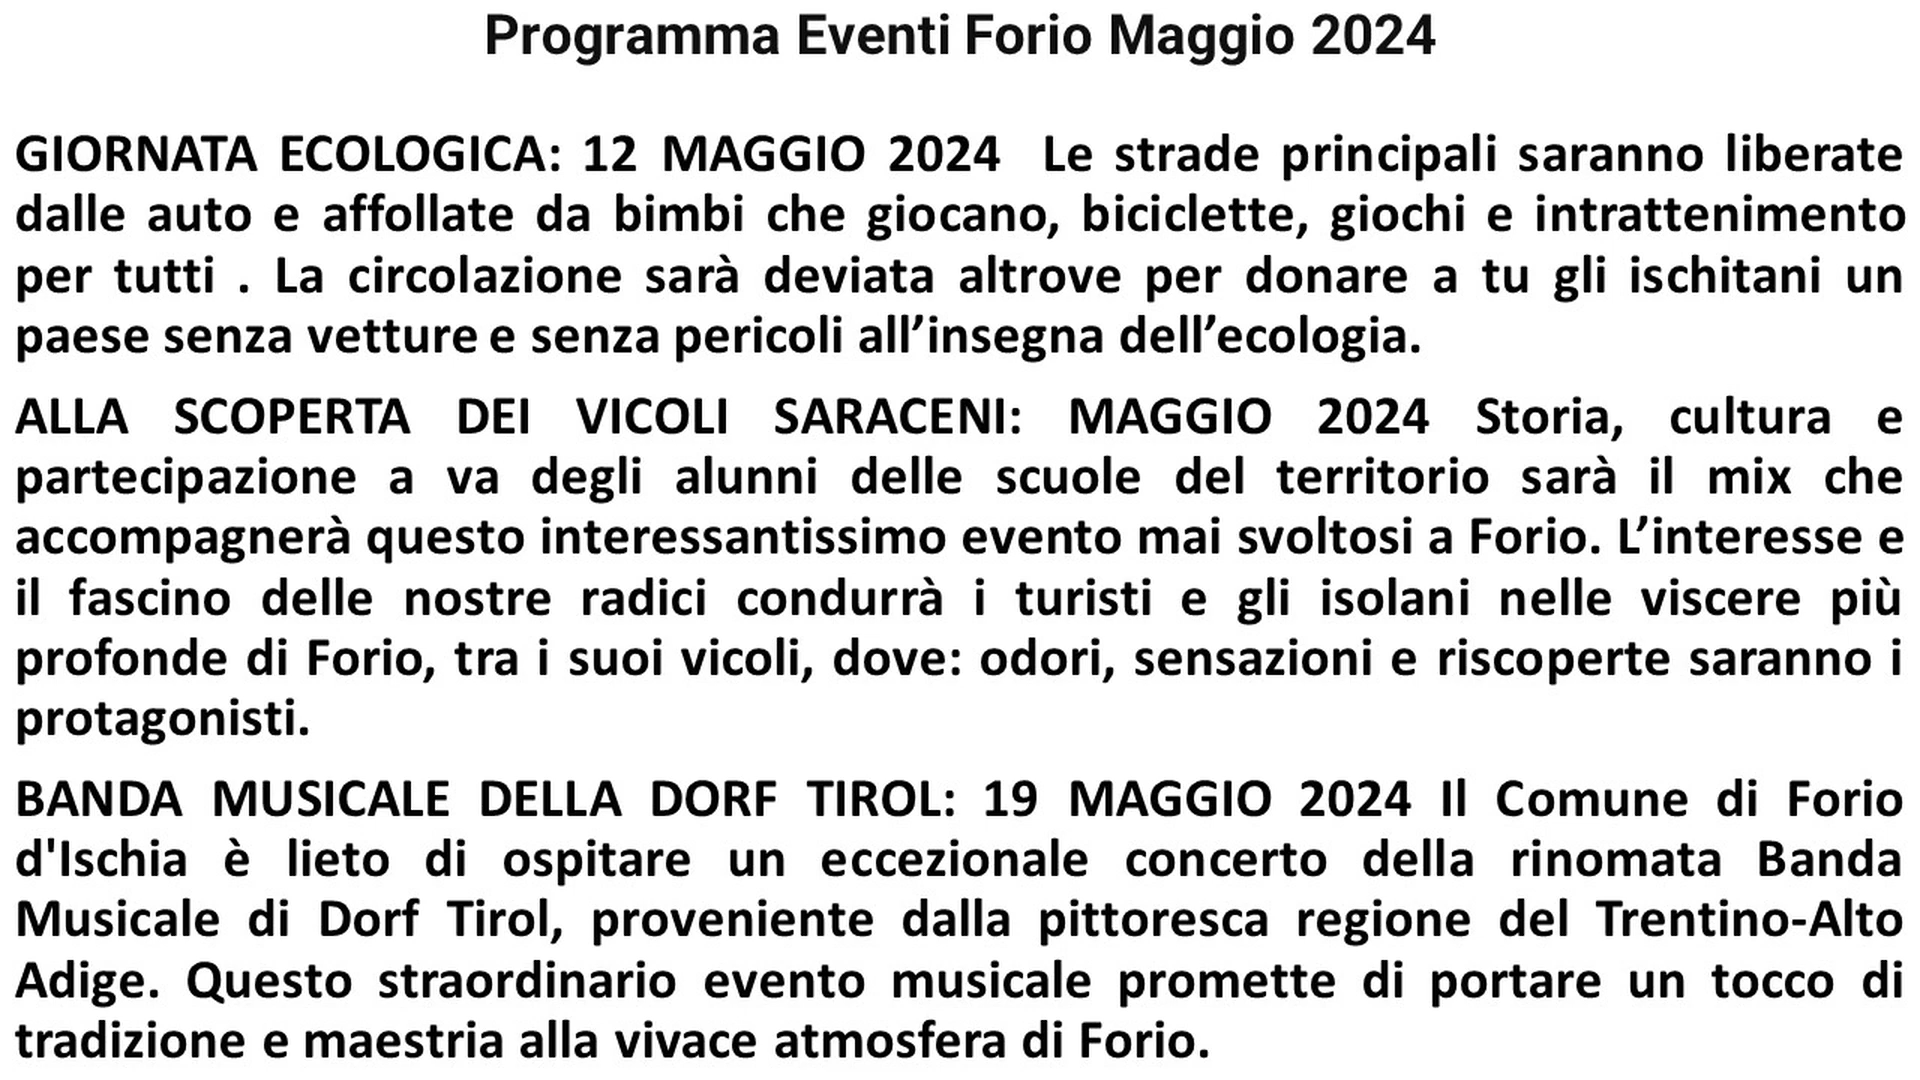 Programma Eventi Forio Maggio 2024
GIORNATA ECOLOGICA: 12 MAGGIO 2024 Le strade principali saranno liberate
dalle auto e affollate da bimbi che giocano, biciclette, giochi e intrattenimento
per tutti . La circolazione sarà deviata altrove per donare a tu gli ischitani un
paese senza vetture e senza pericoli all’insegna dell’ecologia.
ALLA SCOPERTA DEI VICOLI SARACENI: MAGGIO 2024 Storia, cultura e
partecipazione a va degli alunni delle scuole del territorio sarà il mix che
accompagnerà questo interessantissimo evento mai svoltosi a Forio. L’interesse e
il fascino delle nostre radici condurrà i turisti e gli isolani nelle viscere più
profonde di Forio, tra i suoi vicoli, dove: odori, sensazioni e riscoperte saranno i
protagonisti.
BANDA MUSICALE DELLA DORF TIROL: 19 MAGGIO 2024 Il Comune di Forio
d'Ischia è lieto di ospitare un eccezionale concerto della rinomata Banda
Musicale di Dorf Tirol, proveniente dalla pittoresca regione del Trentino-Alto
Adige. Questo straordinario evento musicale promette di portare un tocco di
tradizione e maestria alla vivace atmosfera di Forio.